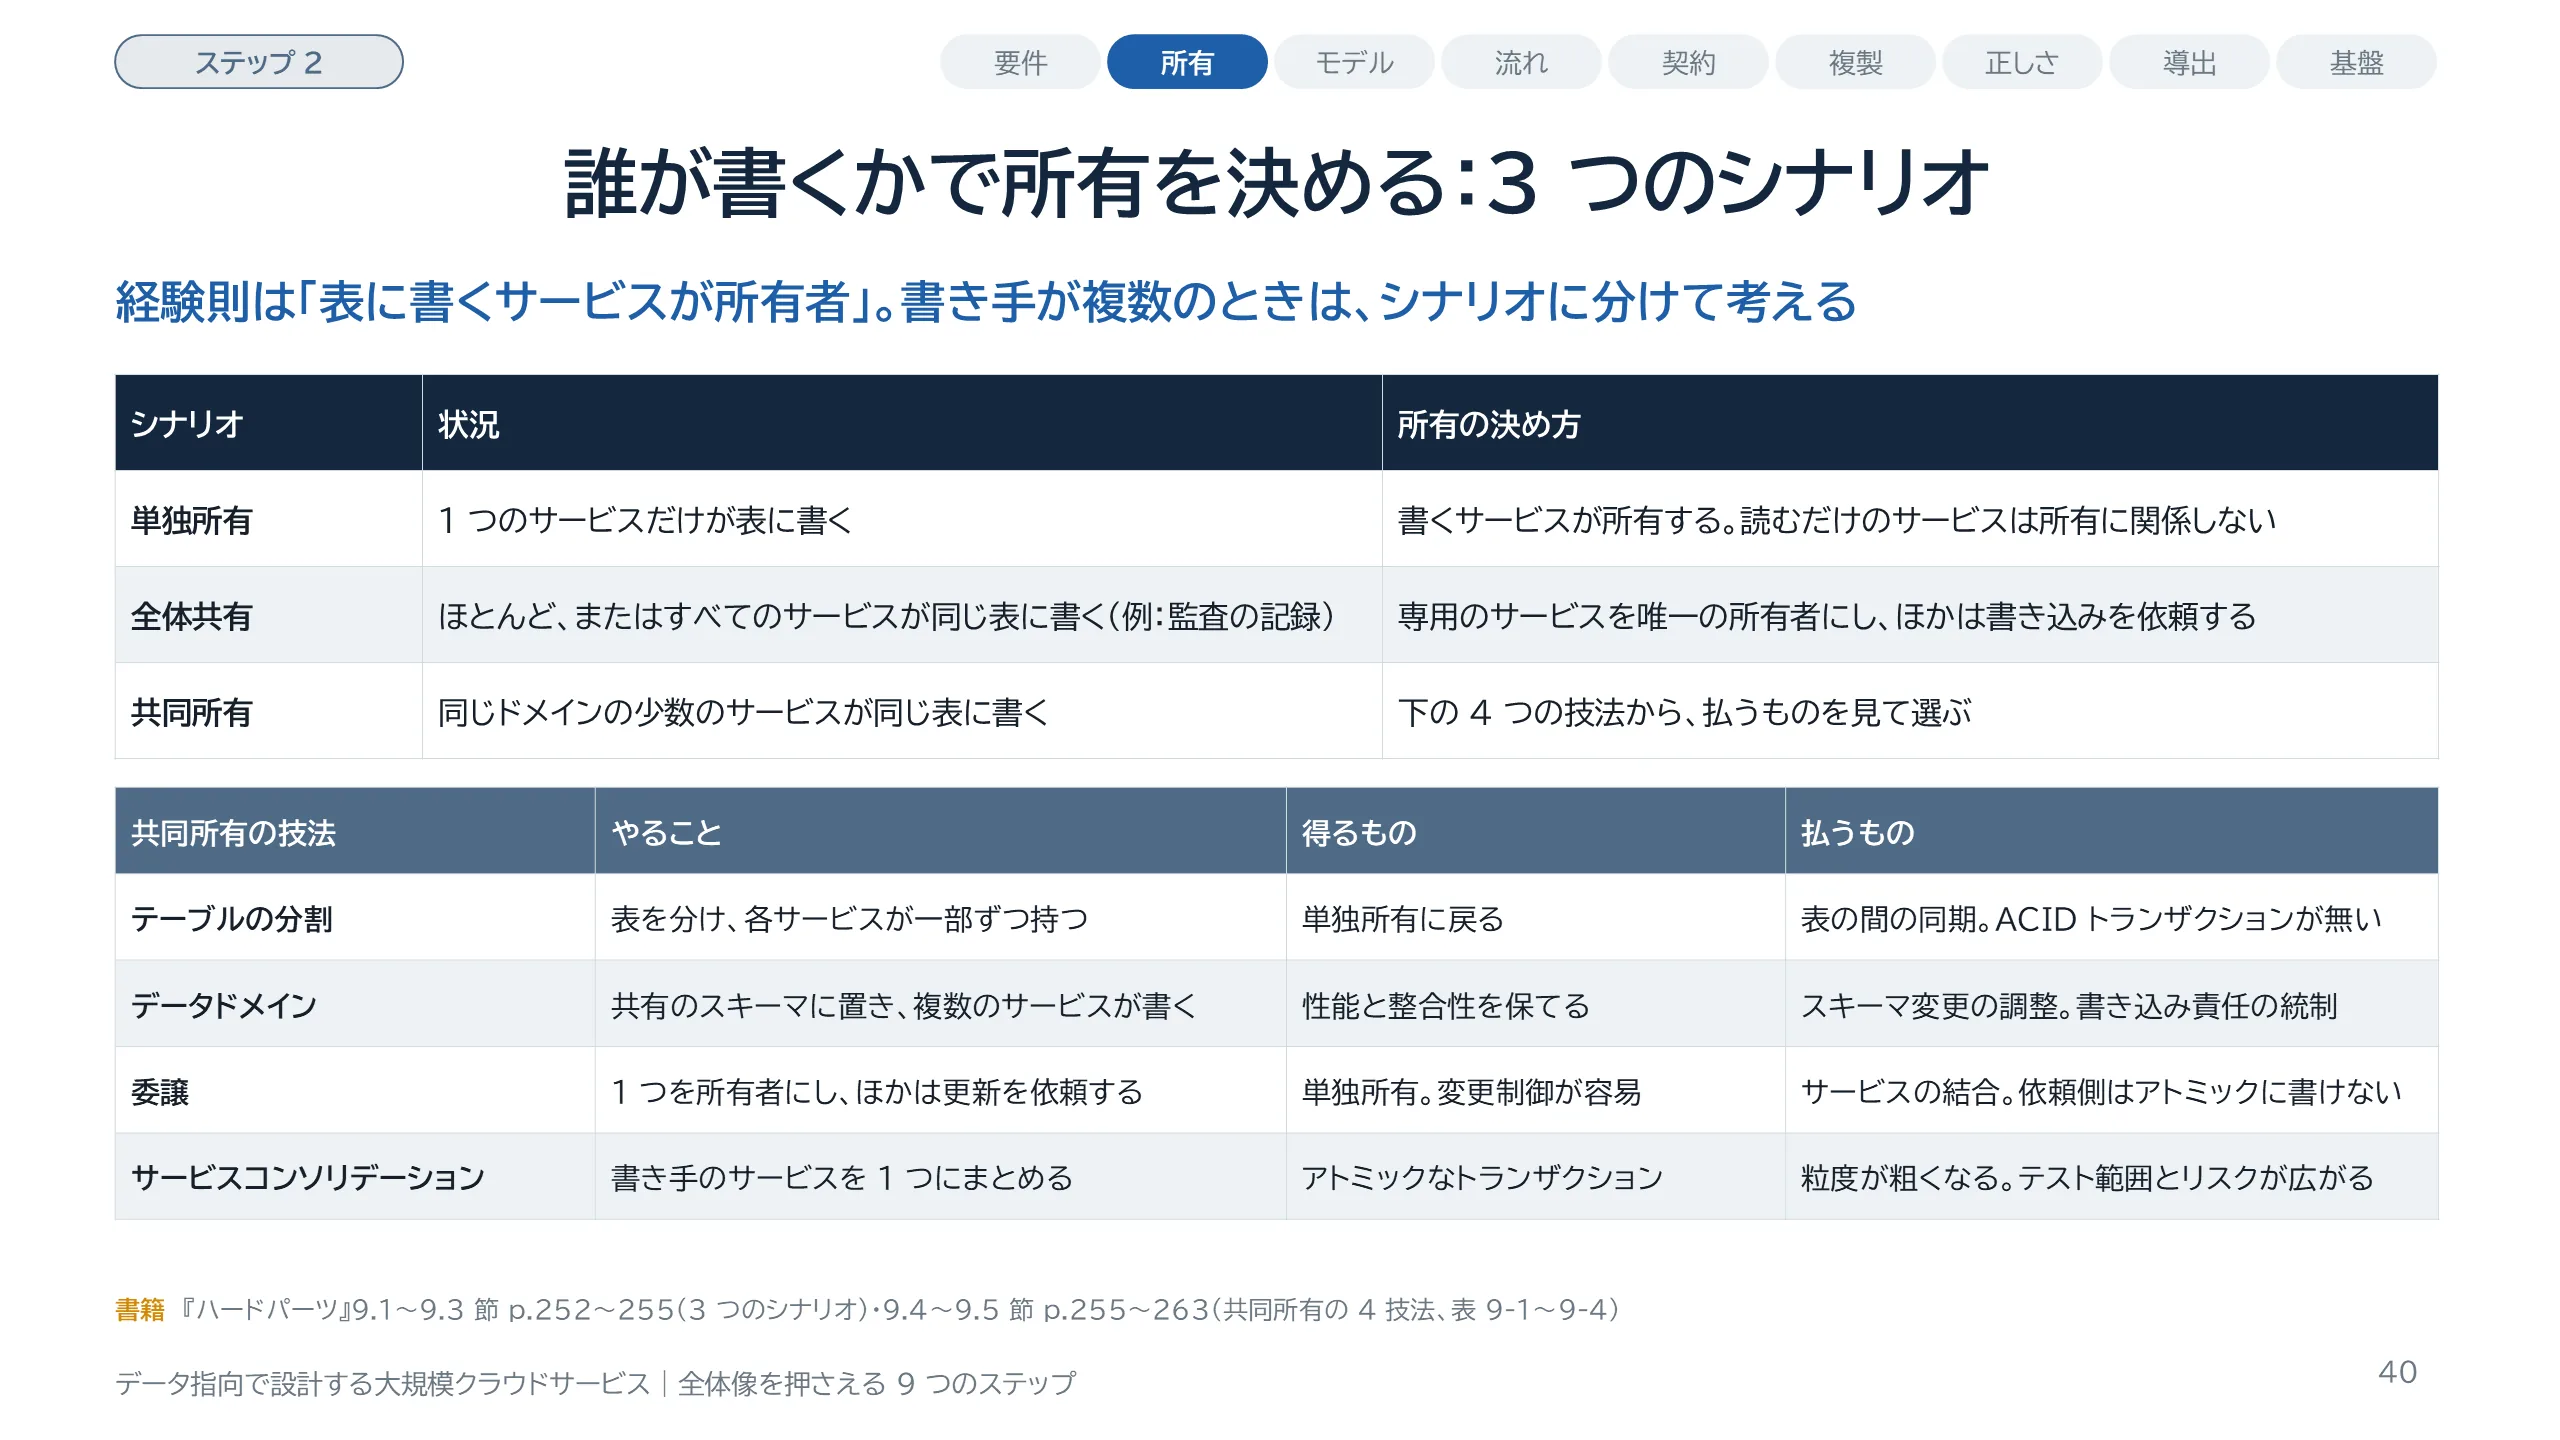 ステップ 2
要件
所有
モデル
流れ
契約
複製
正しさ
導出
基盤
誰が書くかで所有を決める：3 つのシナリオ
経験則は「表に書くサービスが所有者」。書き手が複数のときは、シナリオに分けて考える
シナリオ 状況 所有の決め方
単独所有 1 つのサービスだけが表に書く 書くサービスが所有する。読むだけのサービスは所有に関係しない
全体共有 ほとんど、またはすべてのサービスが同じ表に書く（例：監査の記録） 専用のサービスを唯一の所有者にし、ほかは書き込みを依頼する
共同所有 同じドメインの少数のサービスが同じ表に書く 下の 4 つの技法から、払うものを見て選ぶ
共同所有の技法 やること 得るもの 払うもの
テーブルの分割 表を分け、各サービスが一部ずつ持つ 単独所有に戻る 表の間の同期。ACID トランザクションが無い
データドメイン 共有のスキーマに置き、複数のサービスが書く 性能と整合性を保てる スキーマ変更の調整。書き込み責任の統制
委譲 1 つを所有者にし、ほかは更新を依頼する 単独所有。変更制御が容易 サービスの結合。依頼側はアトミックに書けない
サービスコンソリデーション 書き手のサービスを 1 つにまとめる アトミックなトランザクション 粒度が粗くなる。テスト範囲とリスクが広がる
書籍 『ハードパーツ』9.1～9.3 節 p.252～255（3 つのシナリオ）・9.4～9.5 節 p.255～263（共同所有の 4 技法、表 9-1～9-4）
データ指向で設計する大規模クラウドサービス｜全体像を押さえる 9 つのステップ
40